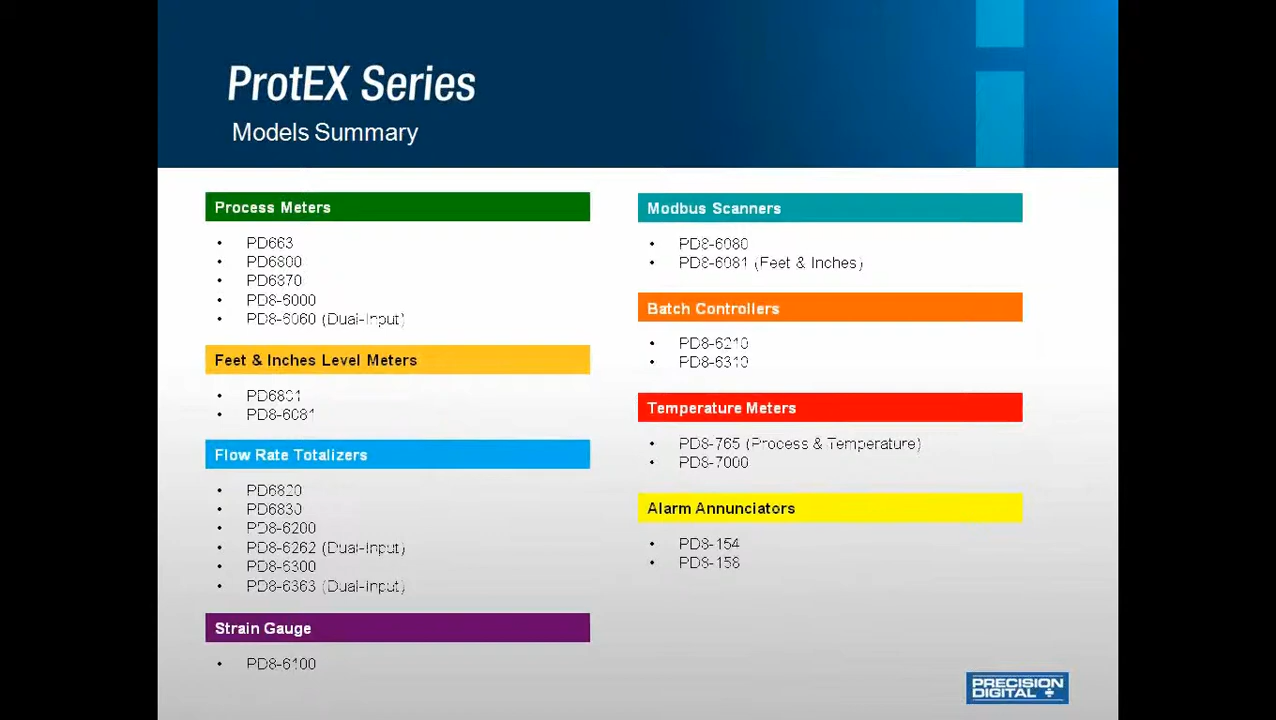 ProtEX Series
Models Summary
Process Meters
• PD663
• PD6800
• PD6870
• PD8-6000
• PD8-6060 (Dual-Input)
Feet & Inches Level Meters
• PD6801
• PD8-6081
Flow Rate Totalizers
• PD6820
• PD6830
• PD8-6200
• PD8-6262 (Dual-Input)
• PD8-6300
• PD8-6363 (Dual-Input)
Strain Gauge
• PD8-6100
Modbus Scanners
• PD8-6080
• PD8-6081 (Feet & Inches)
Batch Controllers
• PD8-6210
• PD8-6310
Temperature Meters
• PD8-765 (Process & Temperature)
• PD8-7000
Alarm Annunciators
• PD8-154
• PD8-158
PRECISION
DIGITAL